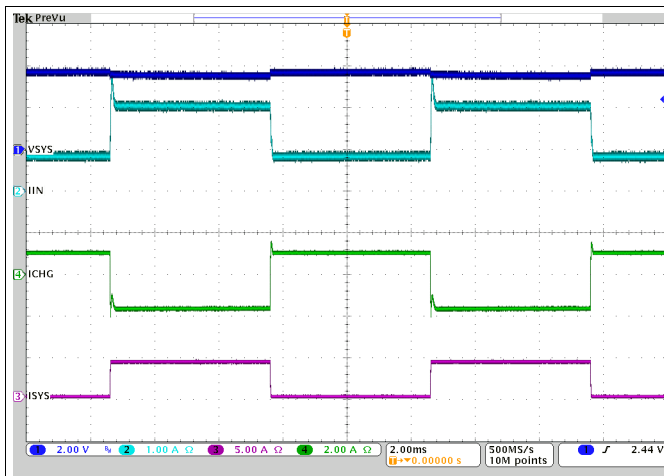 Tek PreVu
T
T
1 VSYS
2 IIN
4 ICHG
3 ISYS
1 2.00 V 2 1.00 A Ω 3 5.00 A Ω 4 2.00 A Ω 2.00ms 500MS/s 1 2.44 V
T→▼0.00000 s 10M points